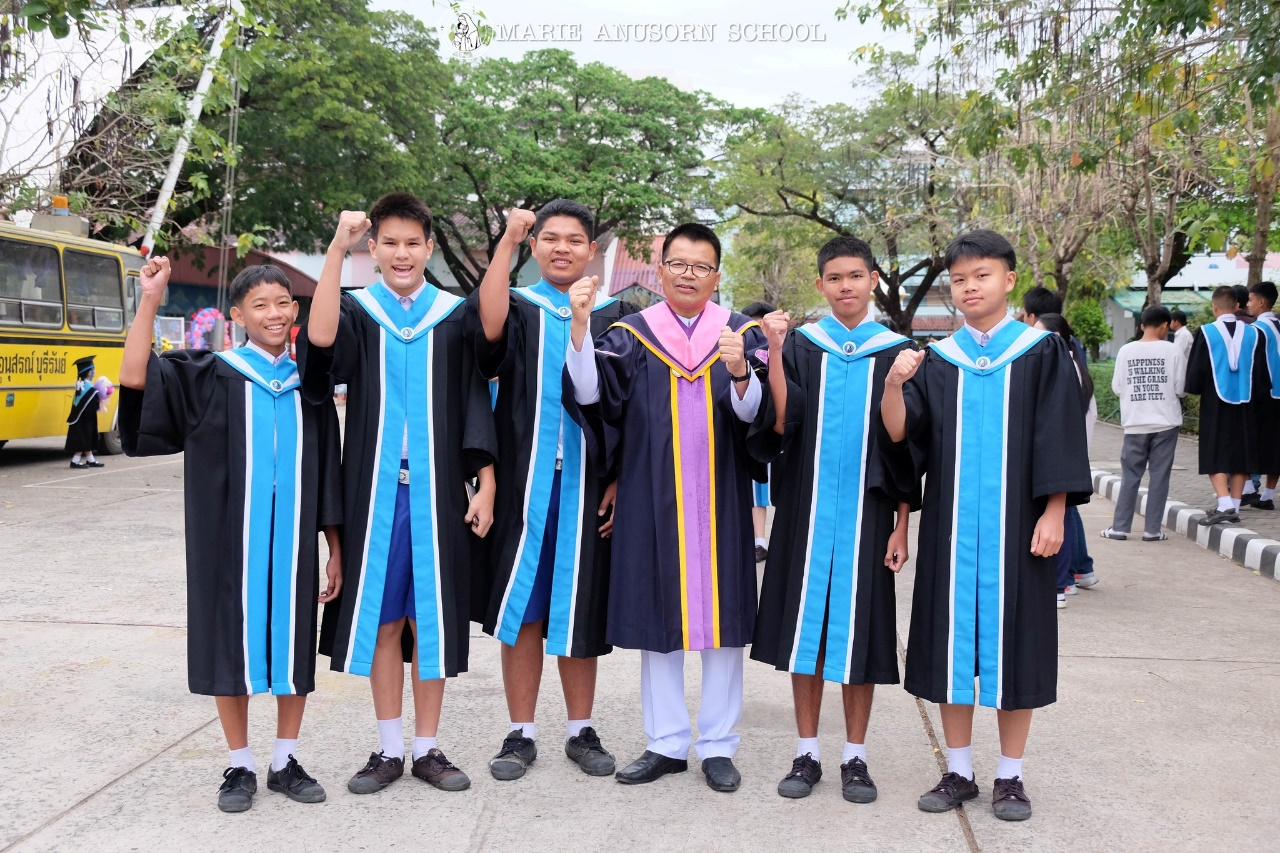 MARIE ANUSORN SCHOOL
อนุสรณ์ บุรีรัมย์
HAPPINESS
IS WALKING
IN THE GRASS
IN YOUR
BARE FEET.